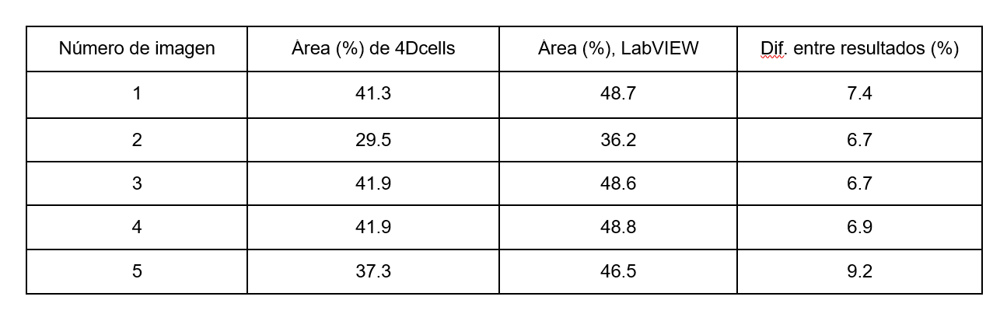 Número de imagen Área (%) de 4Dcells Área (%), LabVIEW Dif. entre resultados (%)
1 41.3 48.7 7.4
2 29.5 36.2 6.7
3 41.9 48.6 6.7
4 41.9 48.8 6.9
5 37.3 46.5 9.2